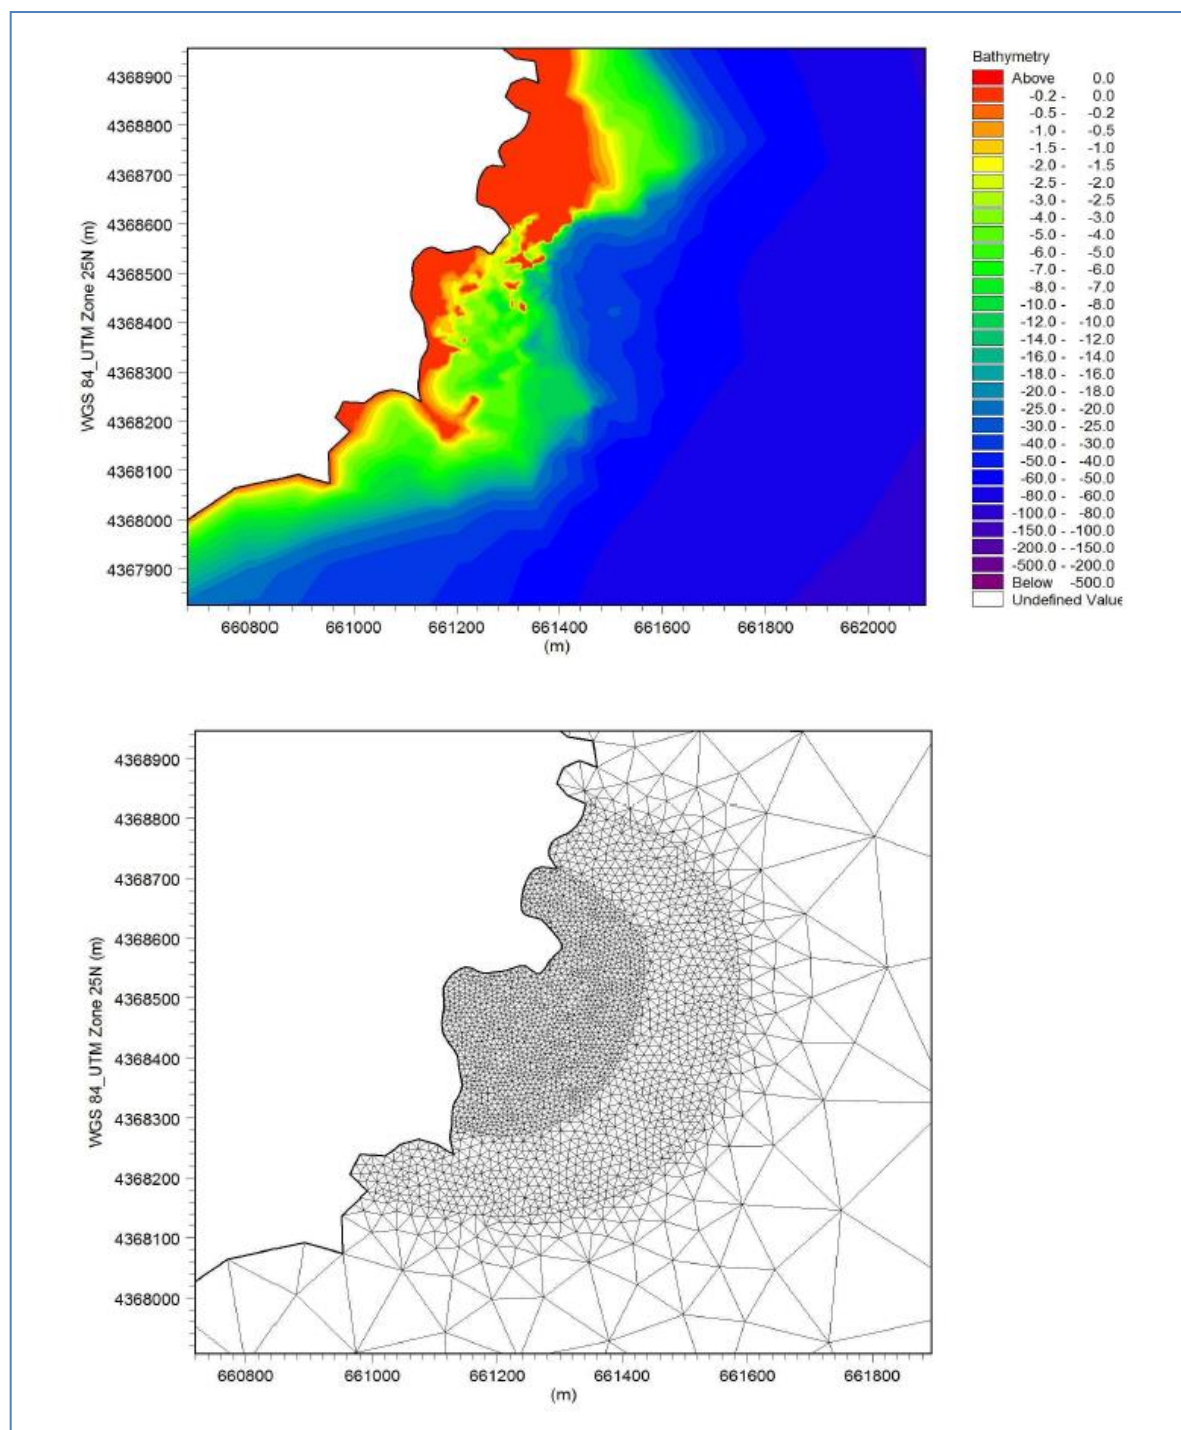 Bathymetry
Above 0.0
-0.2 - 0.0
-0.5 - -0.2
-1.0 - -0.5
-1.5 - -1.0
-2.0 - -1.5
-2.5 - -2.0
-3.0 - -2.5
-4.0 - -3.0
-5.0 - -4.0
-6.0 - -5.0
-7.0 - -6.0
-8.0 - -7.0
-10.0 - -8.0
-12.0 - -10.0
-14.0 - -12.0
-16.0 - -14.0
-18.0 - -16.0
-20.0 - -18.0
-25.0 - -20.0
-30.0 - -25.0
-40.0 - -30.0
-50.0 - -40.0
-60.0 - -50.0
-80.0 - -60.0
-100.0 - -80.0
-150.0 - -100.0
-200.0 - -150.0
-500.0 - -200.0
Below -500.0
Undefined Value
WGS 84_UTM Zone 25N (m)
4368900
4368800
4368700
4368600
4368500
4368400
4368300
4368200
4368100
4368000
4367900
660800 661000 661200 661400 661600 661800 662000
(m)
WGS 84_UTM Zone 25N (m)
4368900
4368800
4368700
4368600
4368500
4368400
4368300
4368200
4368100
4368000
660800 661000 661200 661400 661600 661800
(m)